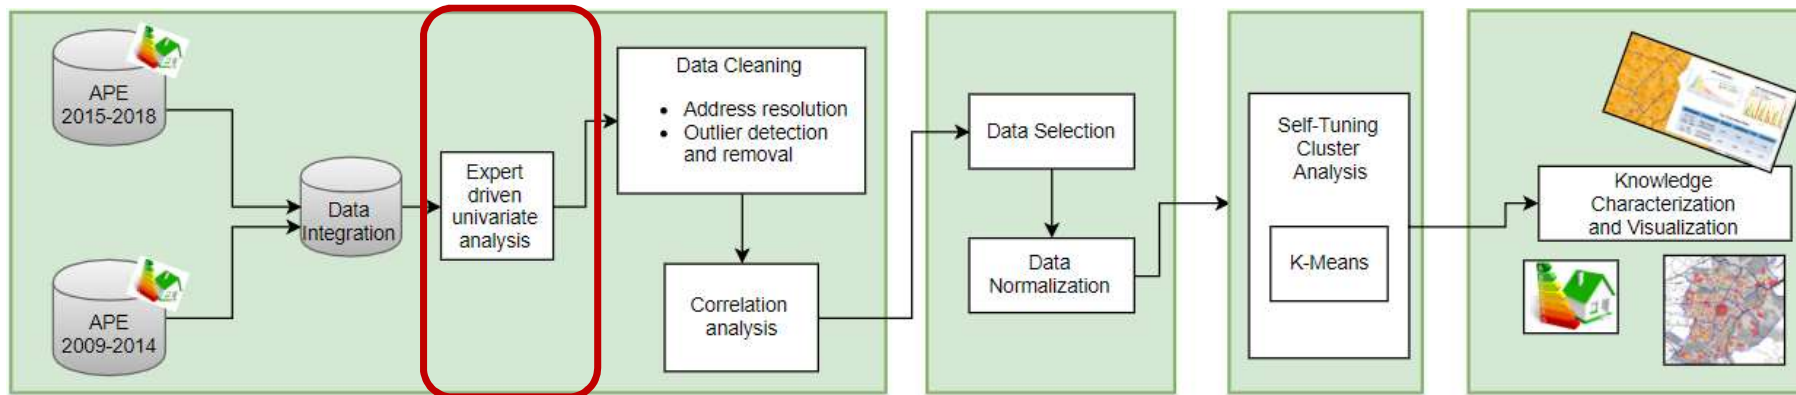 APE
2015-2018
APE
2009-2014
Data
Integration
Expert
driven
univariate
analysis
Data Cleaning
• Address resolution
• Outlier detection
and removal
Correlation
analysis
Data Selection
Data
Normalization
Self-Tuning
Cluster
Analysis
K-Means
Knowledge
Characterization
and Visualization